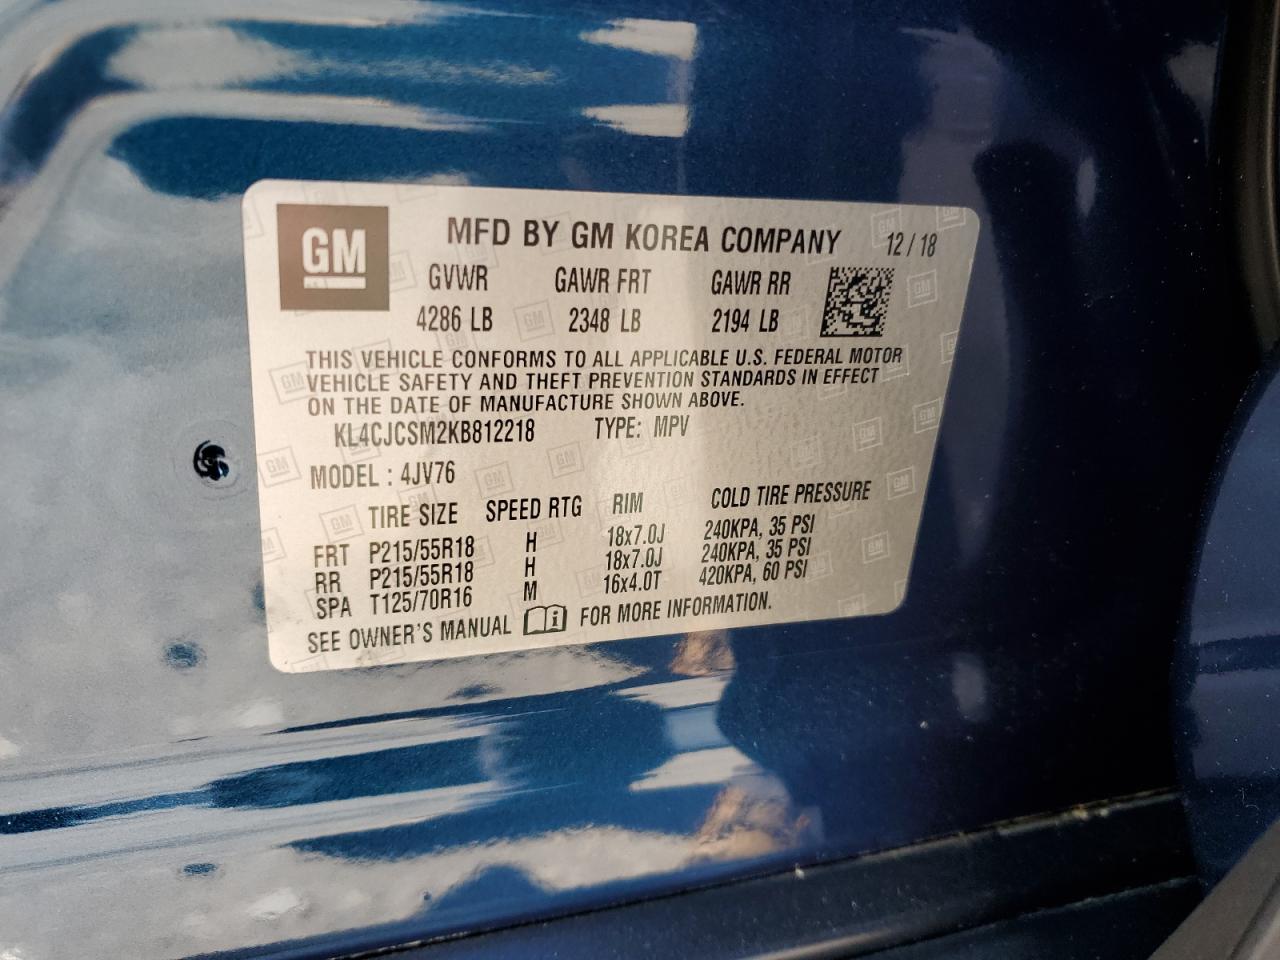 GM
MFD BY GM KOREA COMPANY 12/18
GVWR GAWR FRT GAWR RR
4286 LB 2348 LB 2194 LB
THIS VEHICLE CONFORMS TO ALL APPLICABLE U.S. FEDERAL MOTOR
VEHICLE SAFETY AND THEFT PREVENTION STANDARDS IN EFFECT
ON THE DATE OF MANUFACTURE SHOWN ABOVE.
KL4CJCSM2KB812218 TYPE: MPV
MODEL : 4JV76
TIRE SIZE SPEED RTG RIM COLD TIRE PRESSURE
FRT P215/55R18 H 18x7.0J 240KPA, 35 PSI
RR P215/55R18 H 18x7.0J 240KPA, 35 PSI
SPA T125/70R16 M 16x4.0T 420KPA, 60 PSI
SEE OWNER'S MANUAL i FOR MORE INFORMATION.